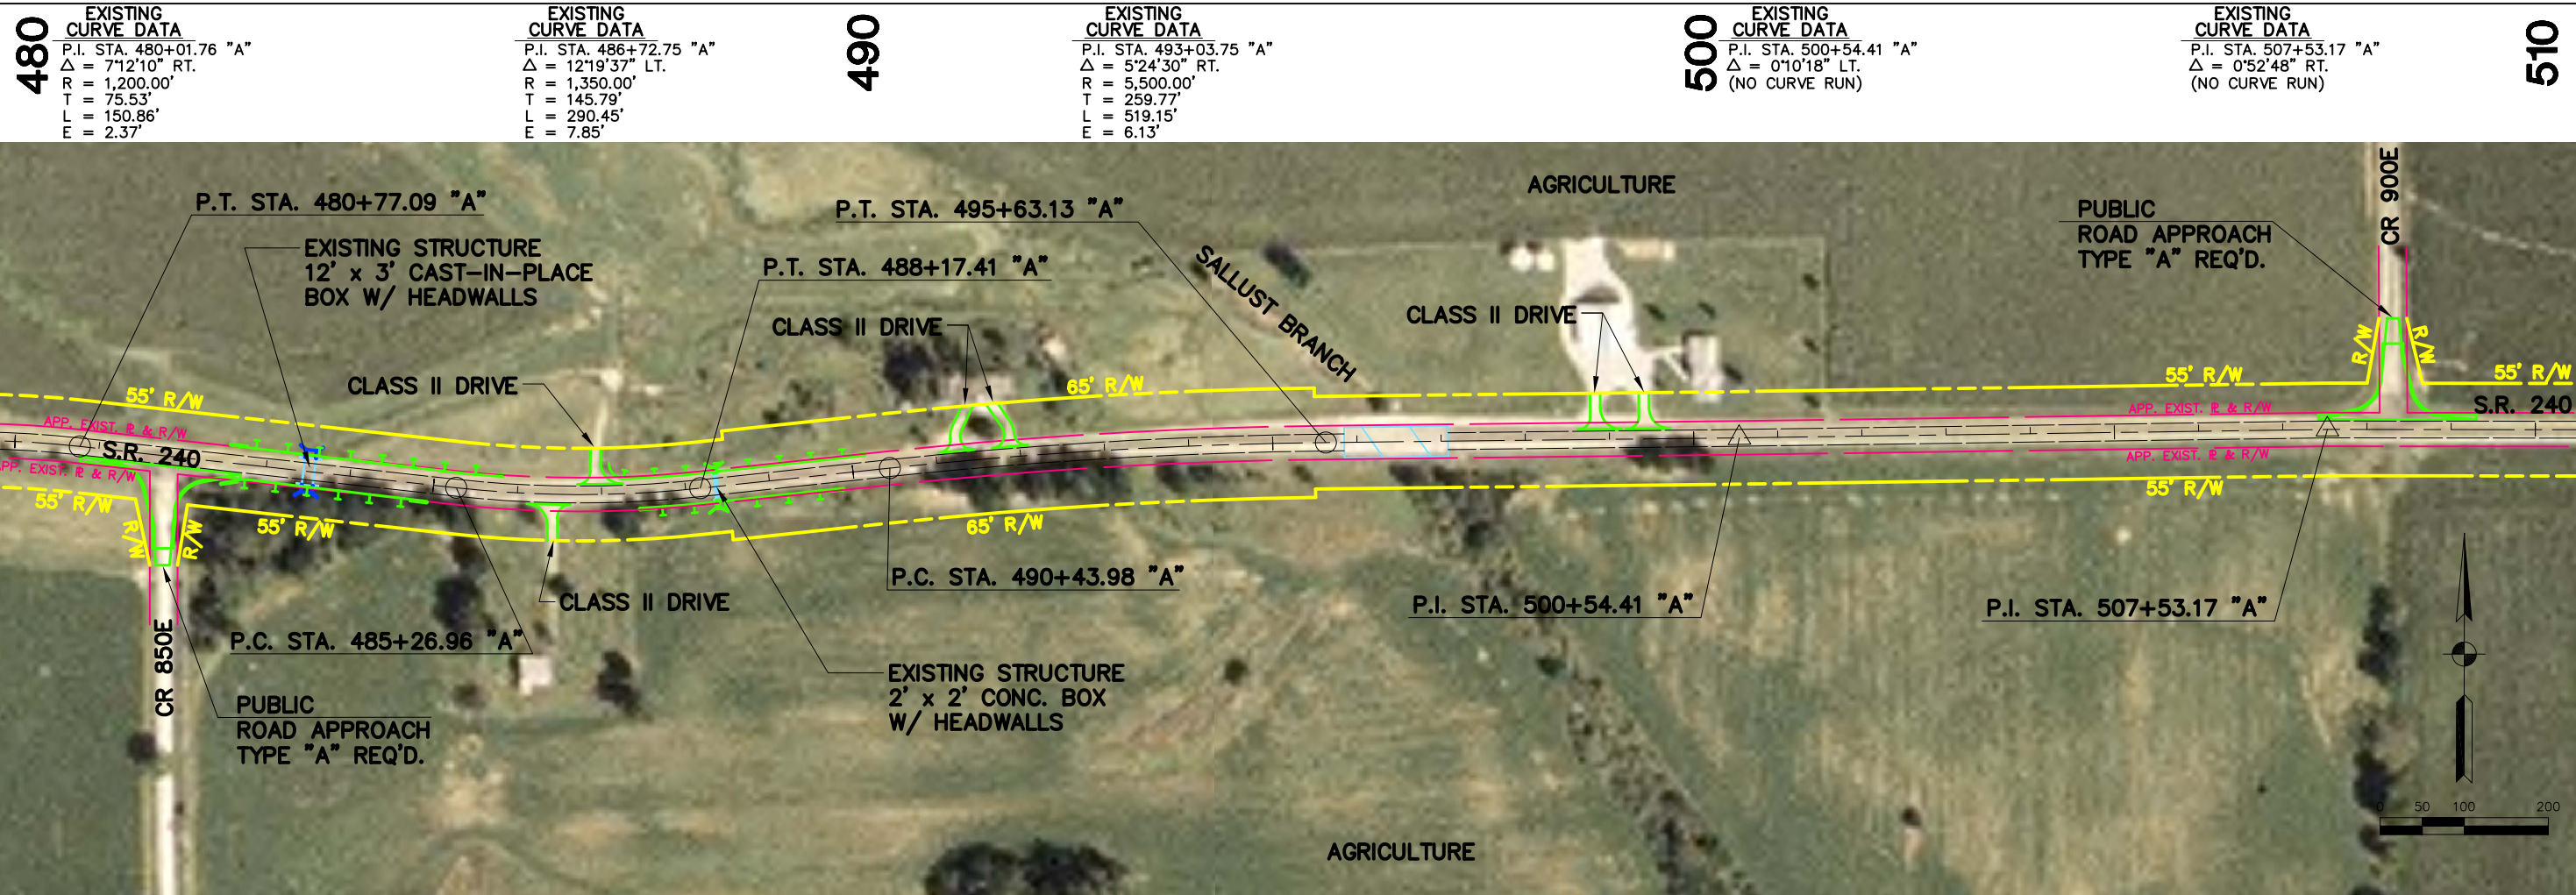 480
EXISTING
CURVE DATA
P.I. STA. 480+01.76 "A"
△ = 7°12'10" RT.
R = 1,200.00'
T = 75.53'
L = 150.86'
E = 2.37'
EXISTING
CURVE DATA
P.I. STA. 486+72.75 "A"
△ = 12°19'37" LT.
R = 1,350.00'
T = 145.79'
L = 290.45'
E = 7.85'
490
EXISTING
CURVE DATA
P.I. STA. 493+03.75 "A"
△ = 5°24'30" RT.
R = 5,500.00'
T = 259.77'
L = 519.15'
E = 6.13'
500
EXISTING
CURVE DATA
P.I. STA. 500+54.41 "A"
△ = 0°10'18" LT.
(NO CURVE RUN)
EXISTING
CURVE DATA
P.I. STA. 507+53.17 "A"
△ = 0°52'48" RT.
(NO CURVE RUN)
510
P.T. STA. 480+77.09 "A"
EXISTING STRUCTURE
12' x 3' CAST-IN-PLACE
BOX W/ HEADWALLS
P.T. STA. 495+63.13 "A"
P.T. STA. 488+17.41 "A"
CLASS II DRIVE
CLASS II DRIVE
SALLUST BRANCH
AGRICULTURE
CLASS II DRIVE
PUBLIC
ROAD APPROACH
TYPE "A" REQ'D.
CR 900E
R/W
R/W
55' R/W
65' R/W
55' R/W
55' R/W
APP. EXIST. ℞ & R/W
APP. EXIST. ℞ & R/W
S.R. 240
S.R. 240
APP. EXIST. ℞ & R/W
APP. EXIST. ℞ & R/W
55' R/W
R/W
R/W
55' R/W
65' R/W
55' R/W
P.C. STA. 490+43.98 "A"
CLASS II DRIVE
P.I. STA. 500+54.41 "A"
P.I. STA. 507+53.17 "A"
CR 850E
P.C. STA. 485+26.96 "A"
EXISTING STRUCTURE
2' x 2' CONC. BOX
W/ HEADWALLS
PUBLIC
ROAD APPROACH
TYPE "A" REQ'D.
AGRICULTURE
0 50 100 200